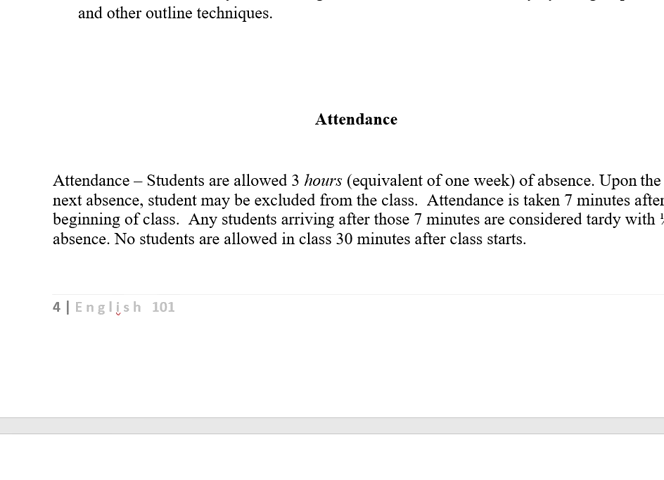 and other outline techniques.
Attendance
Attendance – Students are allowed 3 hours (equivalent of one week) of absence. Upon the
next absence, student may be excluded from the class.  Attendance is taken 7 minutes after
beginning of class.  Any students arriving after those 7 minutes are considered tardy with
absence. No students are allowed in class 30 minutes after class starts.
4 | English 101